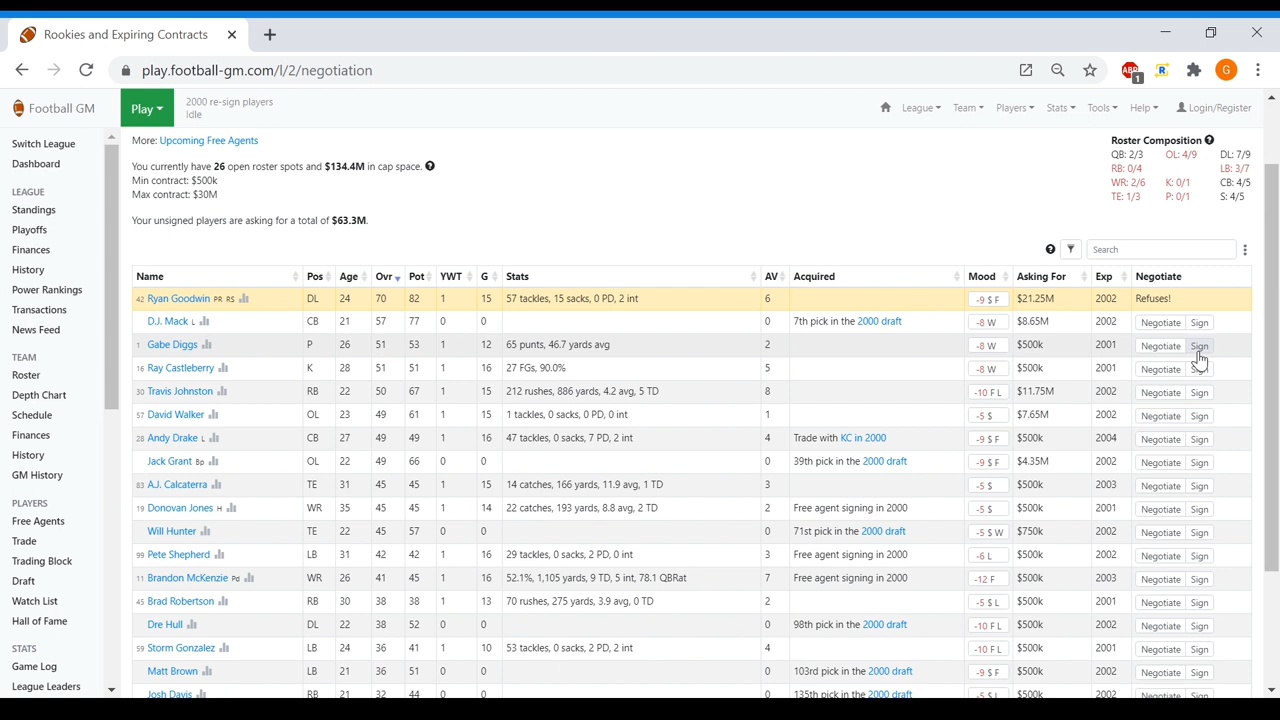 Rookies and Expiring Contracts
play.football-gm.com/l/2/negotiation
ABP 1 R G
Football GM
Play
2000 re-sign players
Idle
League Team Players Stats Tools Help Login/Register
Switch League
Dashboard
LEAGUE
Standings
Playoffs
Finances
History
Power Rankings
Transactions
News Feed
TEAM
Roster
Depth Chart
Schedule
Finances
History
GM History
PLAYERS
Free Agents
Trade
Trading Block
Draft
Watch List
Hall of Fame
STATS
Game Log
League Leaders
More: Upcoming Free Agents
You currently have 26 open roster spots and $134.4M in cap space.
Min contract: $500k
Max contract: $30M
Your unsigned players are asking for a total of $63.3M.
Roster Composition
QB: 2/3 OL: 4/9 DL: 7/9
RB: 0/4 LB: 3/7
WR: 2/6 K: 0/1 CB: 4/5
TE: 1/3 P: 0/1 S: 4/5
Search
Name Pos Age Ovr Pot YWT G Stats AV Acquired Mood Asking For Exp Negotiate
42 Ryan Goodwin PR RS DL 24 70 82 1 15 57 tackles, 15 sacks, 0 PD, 2 int 6 -9 $ F $21.25M 2002 Refuses!
D.J. Mack L CB 21 57 77 0 0 0 7th pick in the 2000 draft -8 W $8.65M 2002 Negotiate Sign
1 Gabe Diggs P 26 51 53 1 12 65 punts, 46.7 yards avg 2 -8 W $500k 2001 Negotiate Sign
16 Ray Castleberry K 28 51 51 1 16 27 FGs, 90.0% 5 -8 W $500k 2001 Negotiate
30 Travis Johnston RB 22 50 67 1 15 212 rushes, 886 yards, 4.2 avg, 5 TD 8 -10 F L $11.75M 2002 Negotiate Sign
57 David Walker OL 23 49 61 1 15 1 tackles, 0 sacks, 0 PD, 0 int 1 -5 $ $7.65M 2002 Negotiate Sign
28 Andy Drake L CB 27 49 49 1 16 47 tackles, 0 sacks, 7 PD, 2 int 4 Trade with KC in 2000 -9 $ F $500k 2004 Negotiate Sign
Jack Grant Bp OL 22 49 66 0 0 0 39th pick in the 2000 draft -9 $ F $4.35M 2002 Negotiate Sign
83 A.J. Calcaterra TE 31 45 45 1 15 14 catches, 166 yards, 11.9 avg, 1 TD 3 -5 $ $500k 2003 Negotiate Sign
19 Donovan Jones H WR 35 45 45 1 14 22 catches, 193 yards, 8.8 avg, 2 TD 2 Free agent signing in 2000 -5 $ $500k 2001 Negotiate Sign
Will Hunter TE 22 45 57 0 0 0 71st pick in the 2000 draft -5 $ W $750k 2002 Negotiate Sign
99 Pete Shepherd LB 31 42 42 1 16 29 tackles, 0 sacks, 2 PD, 0 int 3 Free agent signing in 2000 -6 L $500k 2002 Negotiate Sign
11 Brandon McKenzie Pd WR 26 41 45 1 16 52.1%, 1,105 yards, 9 TD, 5 int, 78.1 QBRat 7 Free agent signing in 2000 -12 F $500k 2003 Negotiate Sign
45 Brad Robertson RB 30 38 38 1 13 70 rushes, 275 yards, 3.9 avg, 0 TD 2 -5 $ L $500k 2001 Negotiate Sign
Dre Hull DL 22 38 52 0 0 0 98th pick in the 2000 draft -10 F L $500k 2002 Negotiate Sign
59 Storm Gonzalez LB 24 36 41 1 10 53 tackles, 0 sacks, 2 PD, 0 int 4 -10 F L $500k 2002 Negotiate Sign
Matt Brown LB 21 36 51 0 0 0 103rd pick in the 2000 draft -9 $ F $500k 2002 Negotiate Sign
Josh Davis RB 21 32 44 0 0 0 135th pick in the 2000 draft -5 $ L $500k 2002 Negotiate Sign